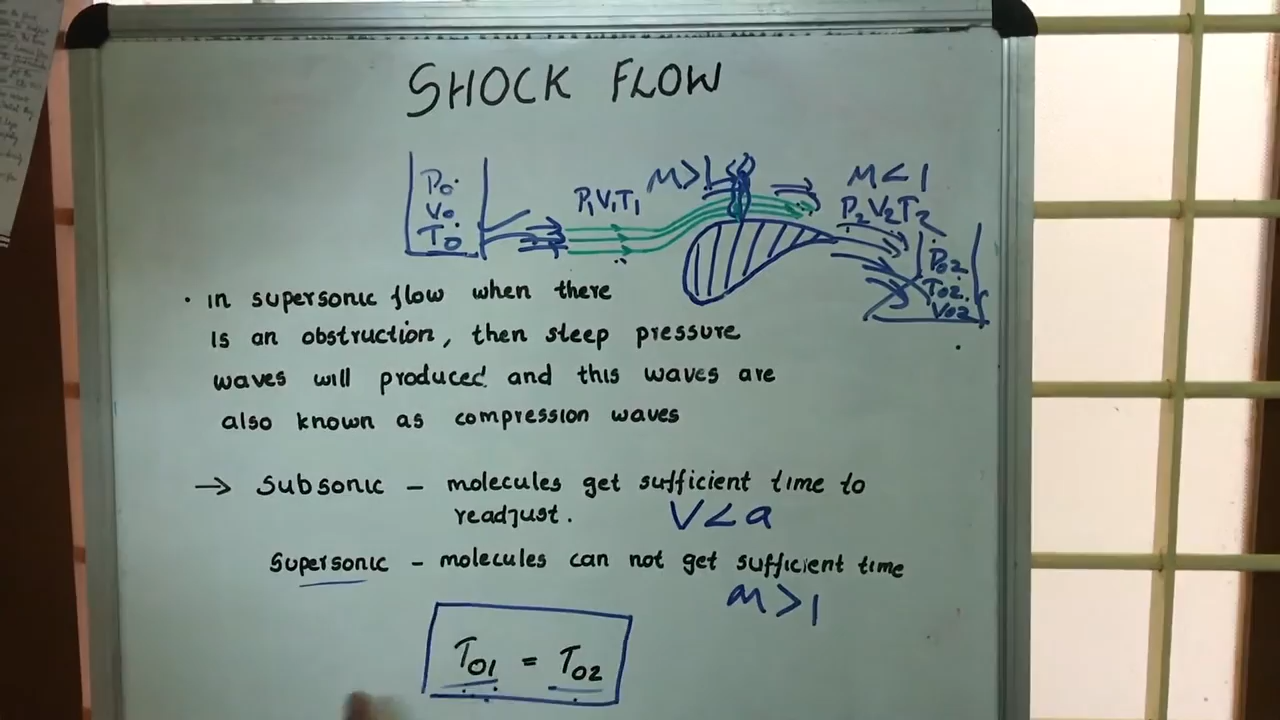 SHOCK FLOW
P0
V0
T0
P1V1T1
M>1
M<1
P2V2T2
P02
T02
V02
· In supersonic flow when there
is an obstruction, then steep pressure
waves will produced and this waves are
also known as compression waves
→ Subsonic – molecules get sufficient time to
readjust.
V<a
Supersonic – molecules can not get sufficient time
M>1
T01 = T02